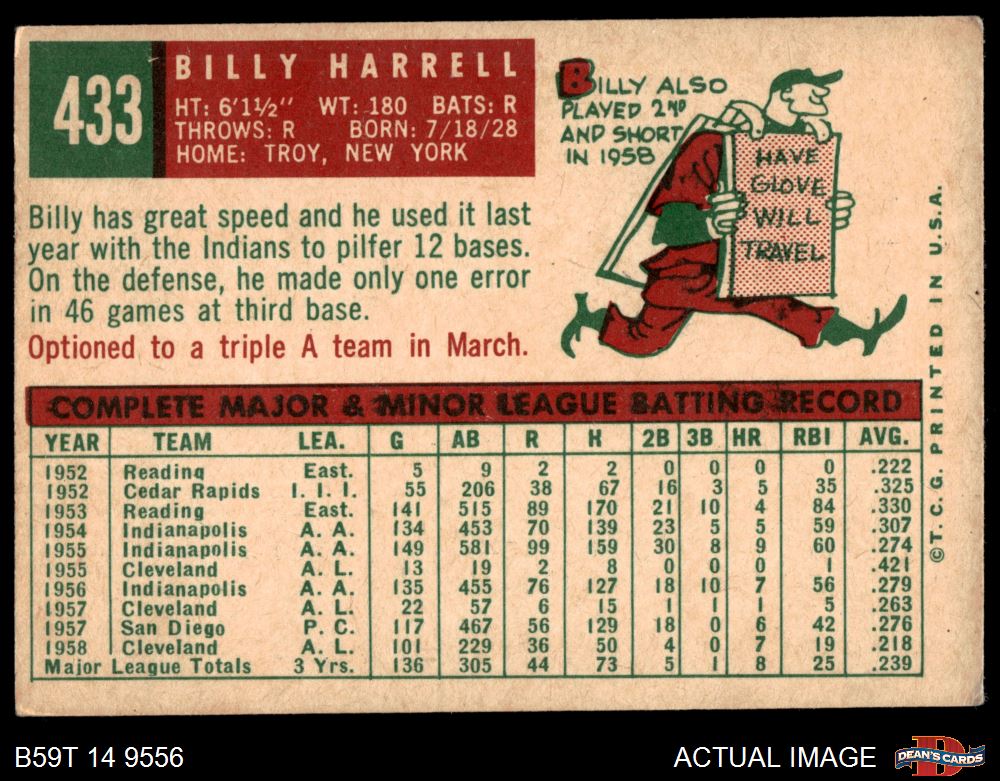 433
BILLY HARRELL
HT: 6'1½" WT: 180 BATS: R
THROWS: R BORN: 7/18/28
HOME: TROY, NEW YORK
BILLY ALSO
PLAYED 2ND
AND SHORT
IN 1958
HAVE
GLOVE
WILL
TRAVEL
Billy has great speed and he used it last
year with the Indians to pilfer 12 bases.
On the defense, he made only one error
in 46 games at third base.
Optioned to a triple A team in March.
COMPLETE MAJOR & MINOR LEAGUE BATTING RECORD
YEAR TEAM LEA. G AB R H 2B 3B HR RBI AVG.
1952 Reading East. 5 9 2 2 0 0 0 0 .222
1952 Cedar Rapids I. I. I. 55 206 38 67 16 3 5 35 .325
1953 Reading East. 141 515 89 170 21 10 4 84 .330
1954 Indianapolis A. A. 134 453 70 139 23 5 5 59 .307
1955 Indianapolis A. A. 149 581 99 159 30 8 9 60 .274
1955 Cleveland A. L. 13 19 2 8 0 0 0 1 .421
1956 Indianapolis A. A. 135 455 76 127 18 10 7 56 .279
1957 Cleveland A. L. 22 57 6 15 1 1 1 5 .263
1957 San Diego P. C. 117 467 56 129 18 0 6 42 .276
1958 Cleveland A. L. 101 229 36 50 4 0 7 19 .218
Major League Totals 3 Yrs. 136 305 44 73 5 1 8 25 .239
©T. C. G. PRINTED IN U.S.A.
B59T 14 9556
ACTUAL IMAGE
DEAN'S CARDS